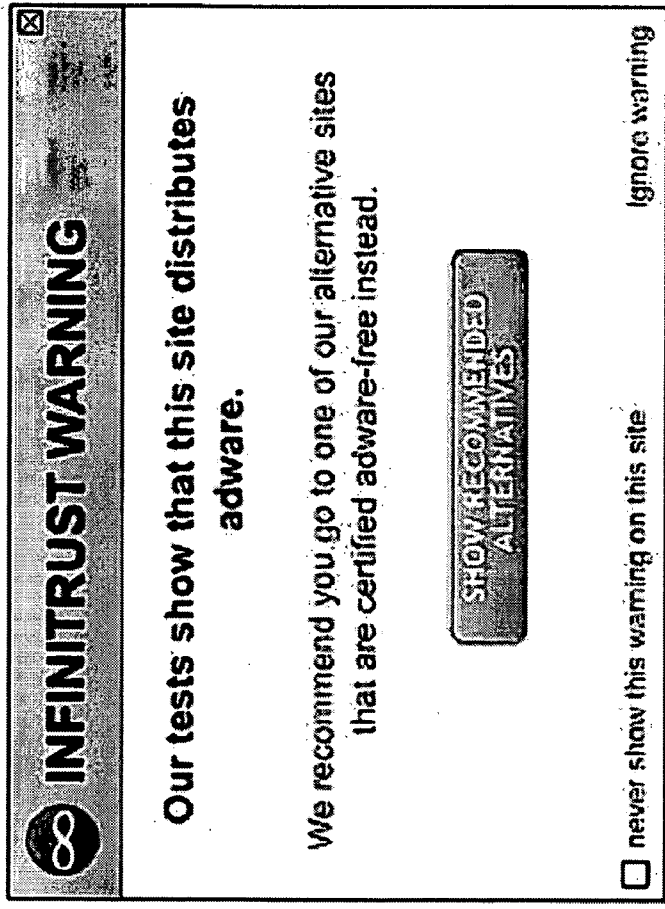 INFINITRUST WARNING
Our tests show that this site distributes
adware.
We recommend you go to one of our alternative sites
that are certified adware-free instead.
SHOW RECOMMENDED
ALTERNATIVES
never show this warning on this site
Ignore warning